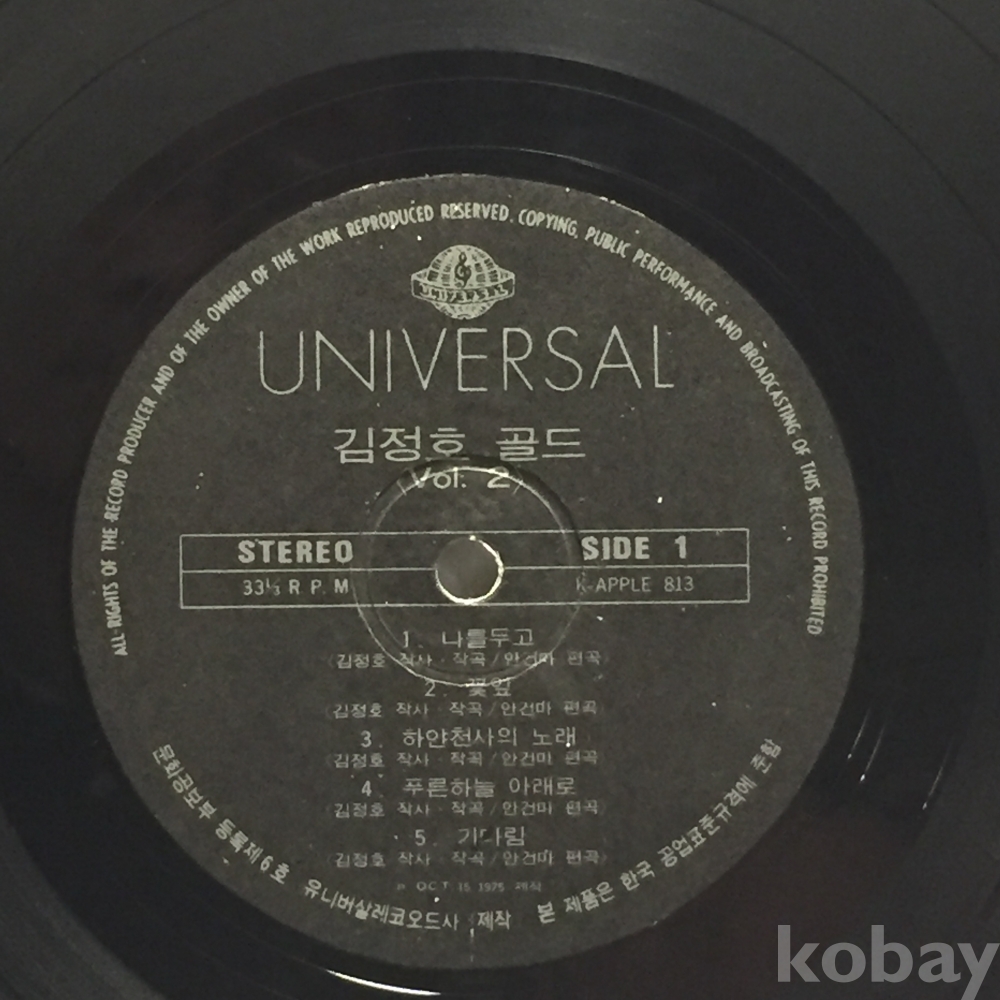 ALL RIGHTS OF THE RECORD PRODUCER AND OF THE OWNER OF THE WORK REPRODUCED RESERVED. COPYING, PUBLIC PERFORMANCE AND BROADCASTING OF THIS RECORD PROHIBITED
UNIVERSAL
UNIVERSAL
김정호 골드
Vol. 2
STEREO SIDE 1
33⅓ R P. M K-APPLE 813
1. 나를두고
(김정호 작사·작곡/안건마 편곡)
2. 꽃잎
(김정호 작사·작곡/안건마 편곡)
3. 하얀천사의 노래
(김정호 작사·작곡/안건마 편곡)
4. 푸른하늘 아래로
(김정호 작사·작곡/안건마 편곡)
5. 기다림
(김정호 작사·작곡/안건마 편곡)
℗ OCT 15 1975 제작
문화공보부 등록제 6 호 유니버살레코오드사 제작 본 제품은 한국 공업표준규격에 준함
kobay